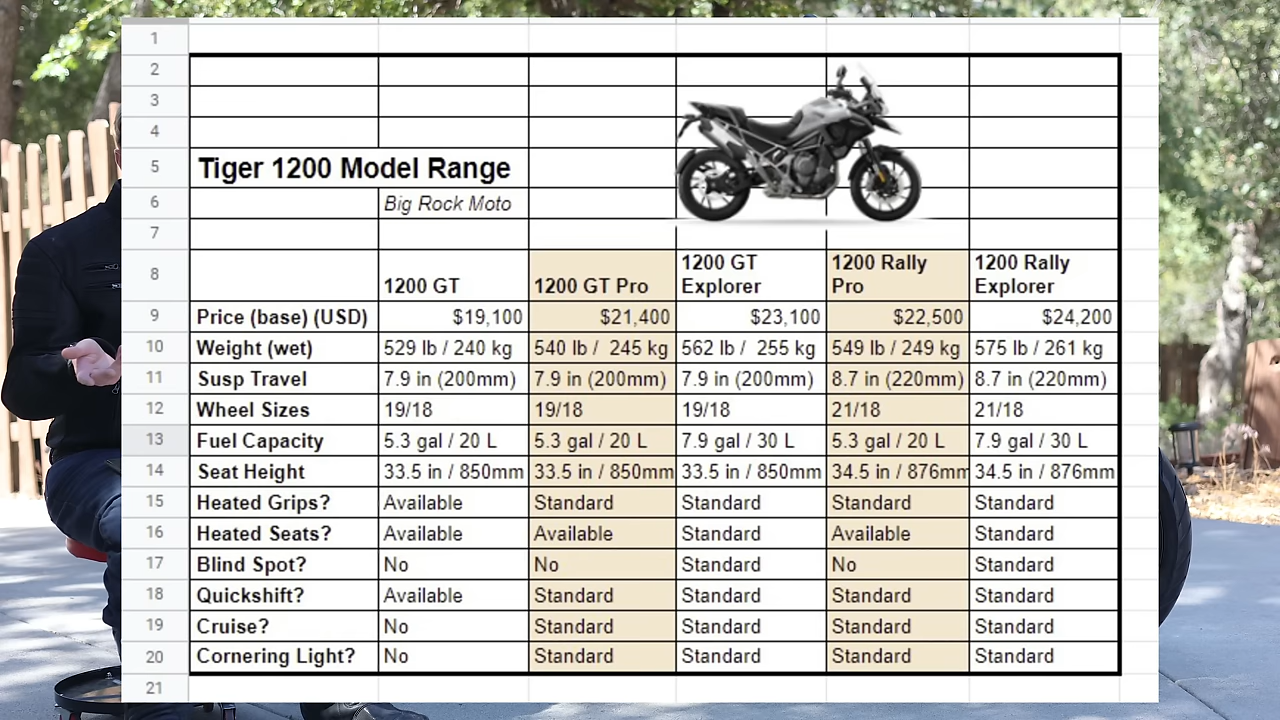 1
2
3
4
5 Tiger 1200 Model Range
6 Big Rock Moto
7
8 1200 GT 1200 GT Pro 1200 GT Explorer 1200 Rally Pro 1200 Rally Explorer
9 Price (base) (USD) $19,100 $21,400 $23,100 $22,500 $24,200
10 Weight (wet) 529 lb / 240 kg 540 lb / 245 kg 562 lb / 255 kg 549 lb / 249 kg 575 lb / 261 kg
11 Susp Travel 7.9 in (200mm) 7.9 in (200mm) 7.9 in (200mm) 8.7 in (220mm) 8.7 in (220mm)
12 Wheel Sizes 19/18 19/18 19/18 21/18 21/18
13 Fuel Capacity 5.3 gal / 20 L 5.3 gal / 20 L 7.9 gal / 30 L 5.3 gal / 20 L 7.9 gal / 30 L
14 Seat Height 33.5 in / 850mm 33.5 in / 850mm 33.5 in / 850mm 34.5 in / 876mm 34.5 in / 876mm
15 Heated Grips? Available Standard Standard Standard Standard
16 Heated Seats? Available Available Standard Available Standard
17 Blind Spot? No No Standard No Standard
18 Quickshift? Available Standard Standard Standard Standard
19 Cruise? No Standard Standard Standard Standard
20 Cornering Light? No Standard Standard Standard Standard
21